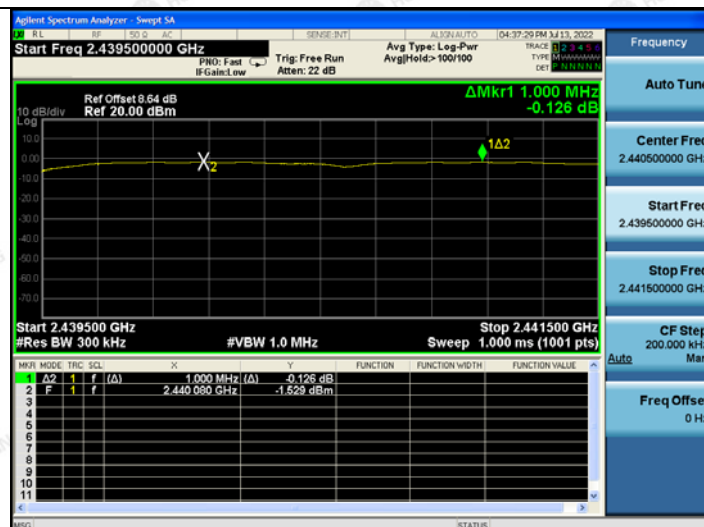 Agilent Spectrum Analyzer - Swept SA
RL RF 50 Ω AC SENSE:INT ALIGNAUTO 04:37:29 PM Jul 13, 2022
Start Freq 2.439500000 GHz
PNO: Fast
IFGain:Low
Trig: Free Run
Atten: 22 dB
Avg Type: Log-Pwr
Avg|Hold:> 100/100
TRACE 1 2 3 4 5 6
TYPE M
DET P N N N N N
ΔMkr1 1.000 MHz
-0.126 dB
Ref Offset 8.64 dB
Ref 20.00 dBm
10 dB/div
Log
10.0
0.00
-10.0
-20.0
-30.0
-40.0
-50.0
-60.0
-70.0
X2
1Δ2
Start 2.439500 GHz Stop 2.441500 GHz
#Res BW 300 kHz #VBW 1.0 MHz Sweep 1.000 ms (1001 pts)
MKR MODE TRC SCL X Y FUNCTION FUNCTION WIDTH FUNCTION VALUE
1 Δ2 1 f (Δ) 1.000 MHz (Δ) -0.126 dB
2 F 1 f 2.440 080 GHz -1.529 dBm
3
4
5
6
7
8
9
10
11
MSG STATUS
Frequency
Auto Tune
Center Freq
2.440500000 GHz
Start Freq
2.439500000 GHz
Stop Freq
2.441500000 GHz
CF Step
200.000 kHz
Auto Man
Freq Offset
0 Hz